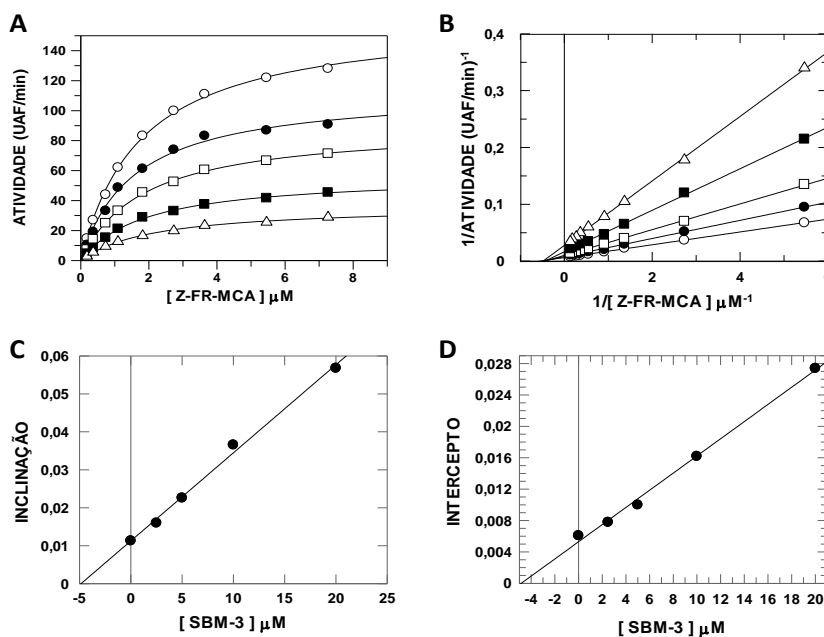 A
ATIVIDADE (UAF/min)
140
120
100
80
60
40
20
0
0 2 4 6 8
[ Z-FR-MCA ] μM
B
1/ATIVIDADE (UAF/min)-1
0,4
0,3
0,2
0,1
0
0 2 4
1/[ Z-FR-MCA ] μM-1
C
INCLINAÇÃO
0,06
0,05
0,04
0,03
0,02
0,01
0
-5 0 5 10 15 20 25
[ SBM-3 ] μM
D
INTERCEPTO
0,028
0,024
0,020
0,016
0,012
0,008
0,004
0,000
-4 -2 0 2 4 6 8 10 12 14 16 18 20
[ SBM-3 ] μM